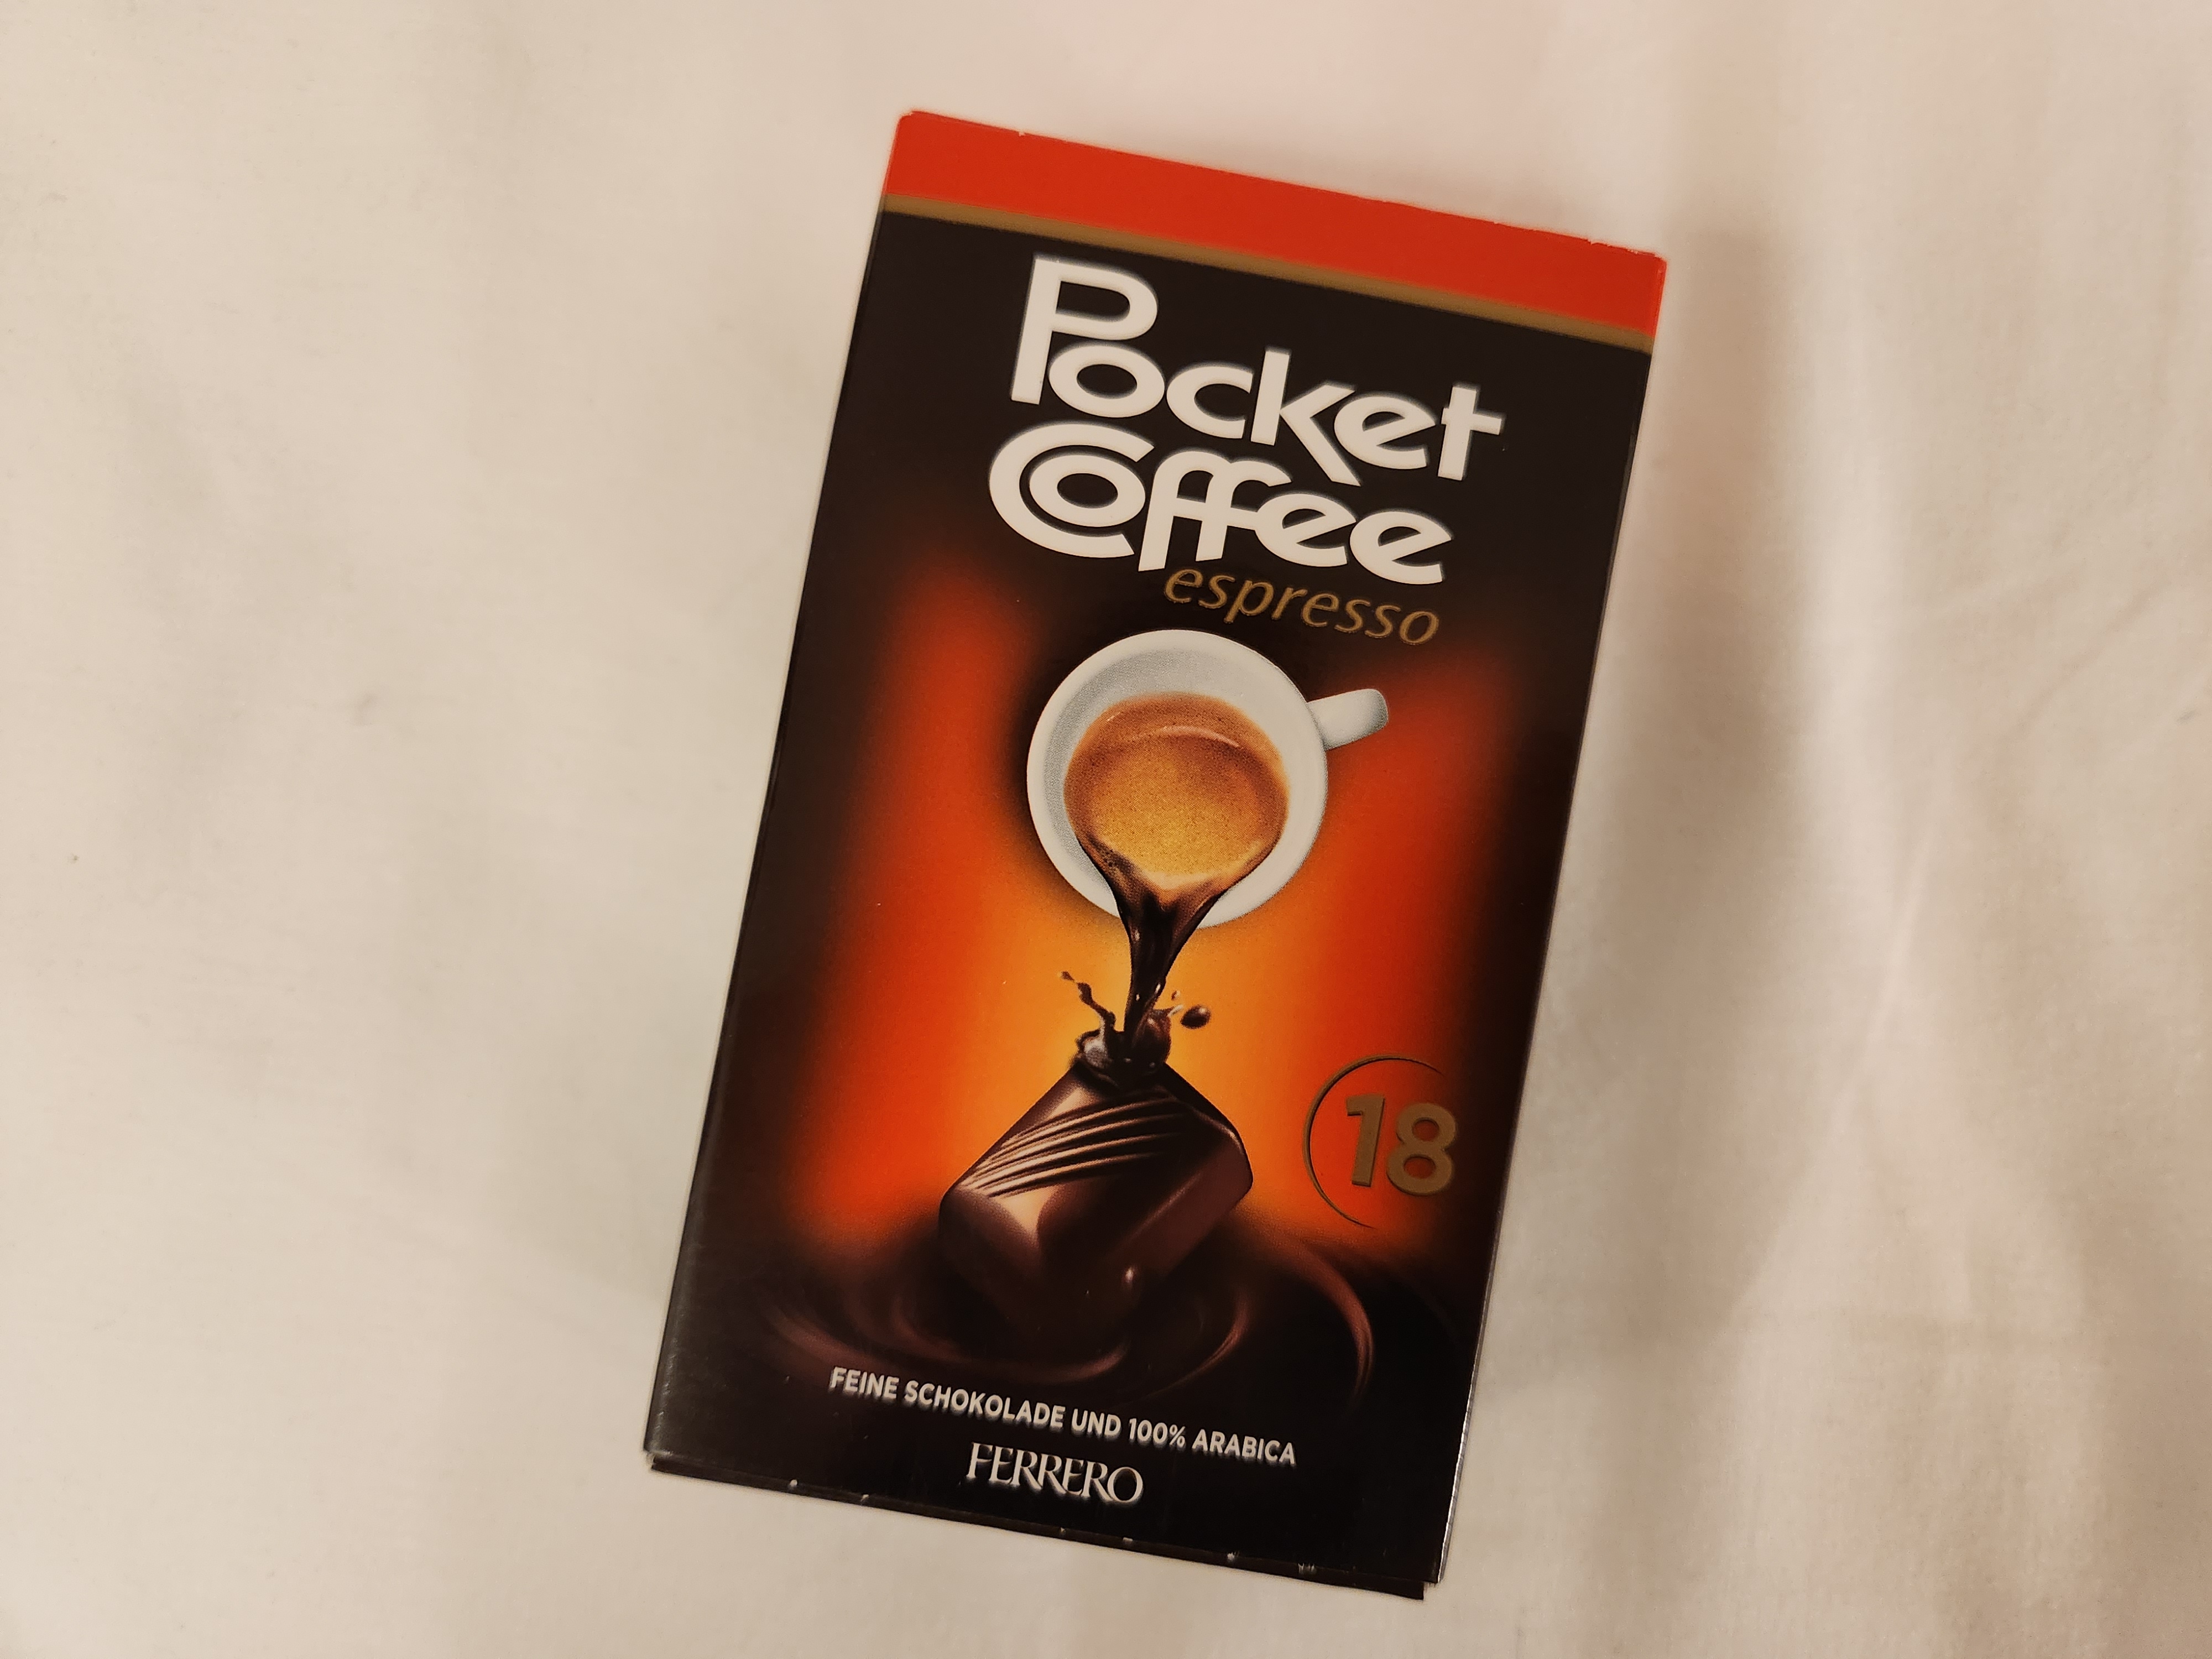 Pocket
Coffee
espresso
18
FEINE SCHOKOLADE UND 100% ARABICA
FERRERO